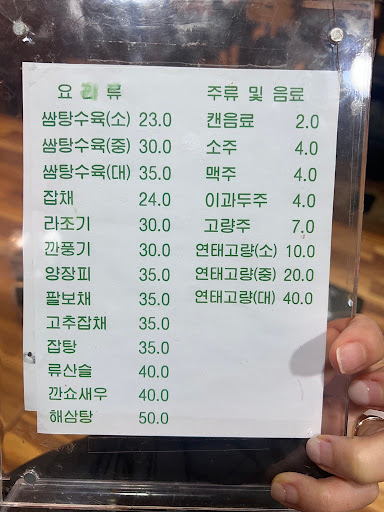 요 리 류
쌈탕수육(소) 23.0
쌈탕수육(중) 30.0
쌈탕수육(대) 35.0
잡채 24.0
라조기 30.0
깐풍기 30.0
양장피 35.0
팔보채 35.0
고추잡채 35.0
잡탕 35.0
류산슬 40.0
깐쇼새우 40.0
해삼탕 50.0
주류 및 음료
캔음료 2.0
소주 4.0
맥주 4.0
이과두주 4.0
고량주 7.0
연태고량(소) 10.0
연태고량(중) 20.0
연태고량(대) 40.0